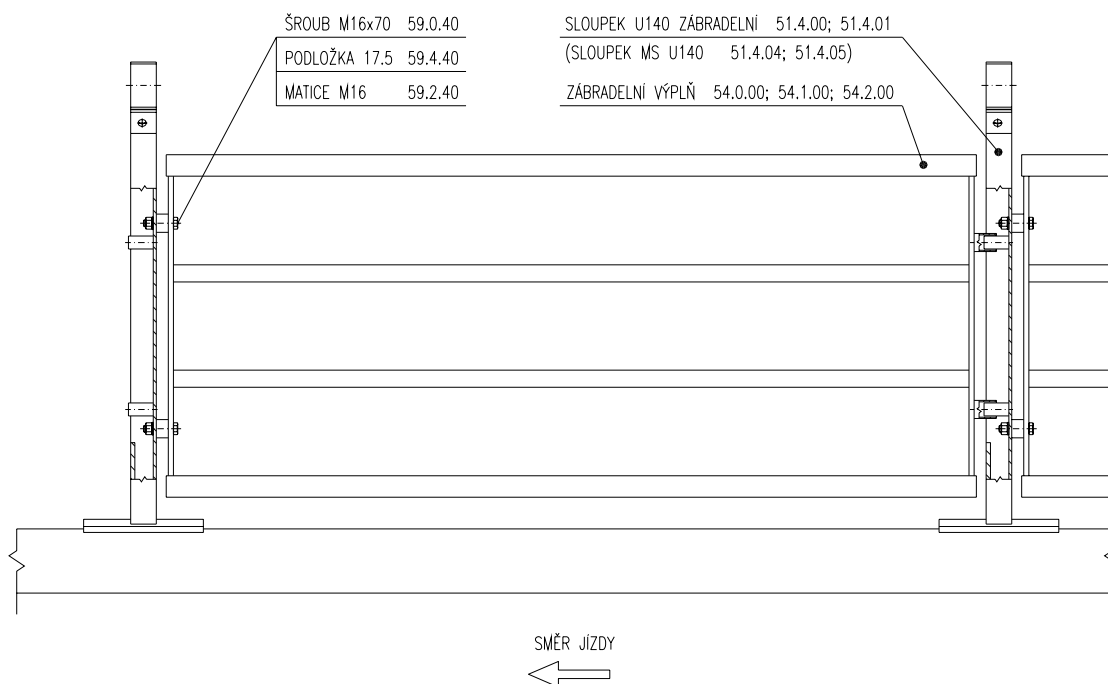 ŠROUB M16x70 59.0.40
PODLOŽKA 17.5 59.4.40
MATICE M16 59.2.40
SLOUPEK U140 ZÁBRADELNÍ 51.4.00; 51.4.01
(SLOUPEK MS U140 51.4.04; 51.4.05)
ZÁBRADELNÍ VÝPLŇ 54.0.00; 54.1.00; 54.2.00
SMĚR JÍZDY